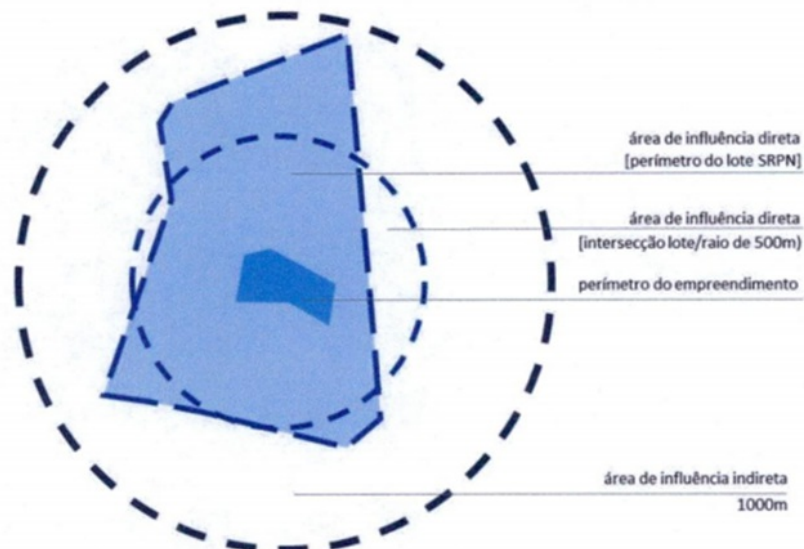 área de influência direta
[perímetro do lote SRPN]
área de influência direta
[intersecção lote/raio de 500m)
perímetro do empreendimento
área de influência indireta
1000m